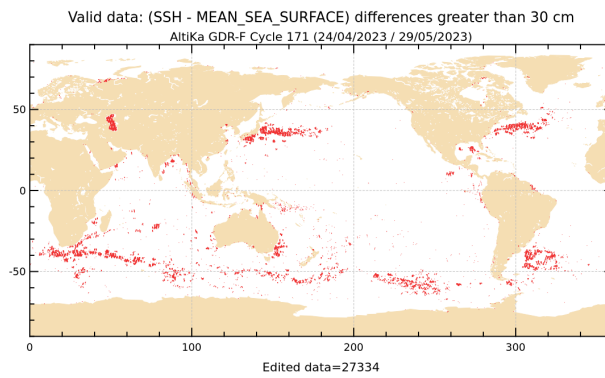 Valid data: (SSH - MEAN_SEA_SURFACE) differences greater than 30 cm
AltiKa GDR-F Cycle 171 (24/04/2023 / 29/05/2023)
50
0
-50
0 100 200 300
Edited data=27334